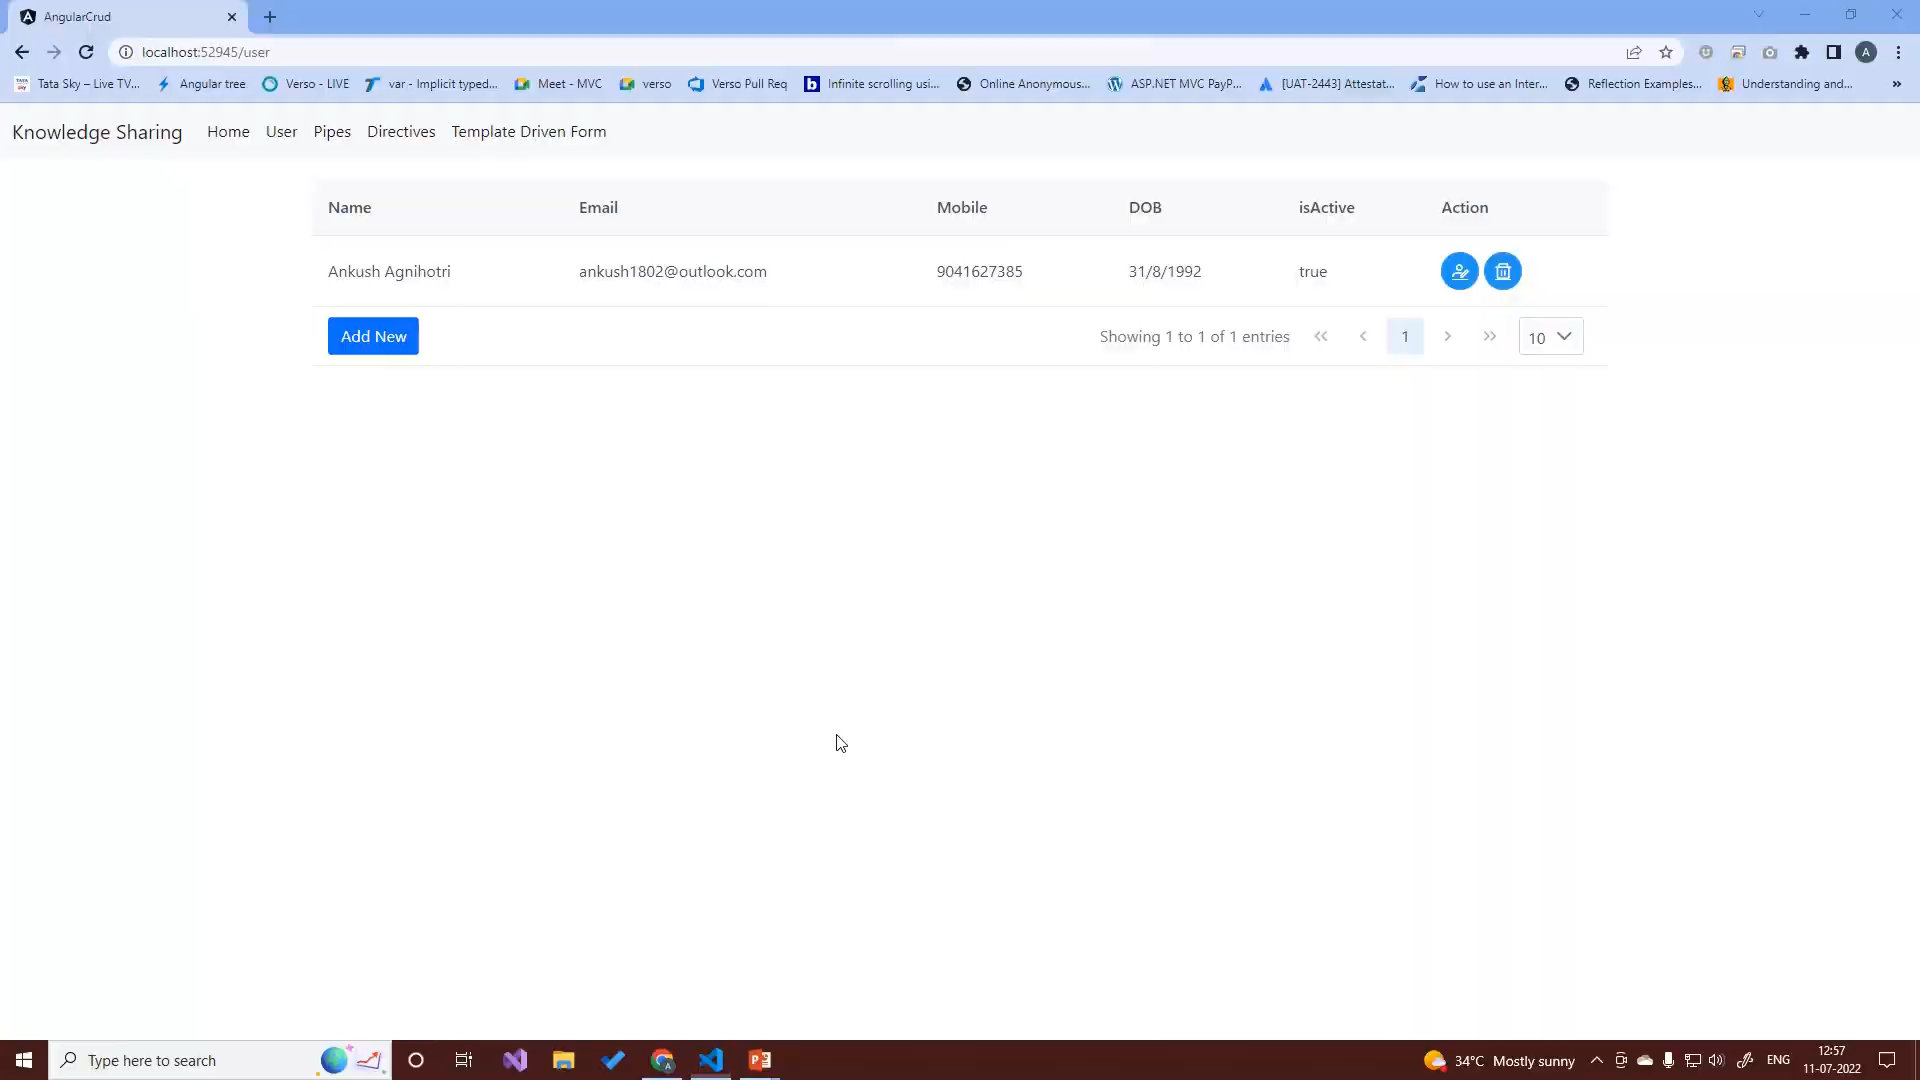 AngularCrud
localhost:52945/user
Tata Sky – Live TV... Angular tree Verso - LIVE var - Implicit typed... Meet - MVC verso Verso Pull Req Infinite scrolling usi... Online Anonymous... ASP.NET MVC PayP... [UAT-2443] Attestat... How to use an Inter... Reflection Examples... Understanding and... »
Knowledge Sharing Home User Pipes Directives Template Driven Form
Name Email Mobile DOB isActive Action
Ankush Agnihotri ankush1802@outlook.com 9041627385 31/8/1992 true
Add New Showing 1 to 1 of 1 entries « ‹ 1 › » 10
Type here to search 34°C Mostly sunny ENG 12:57
11-07-2022